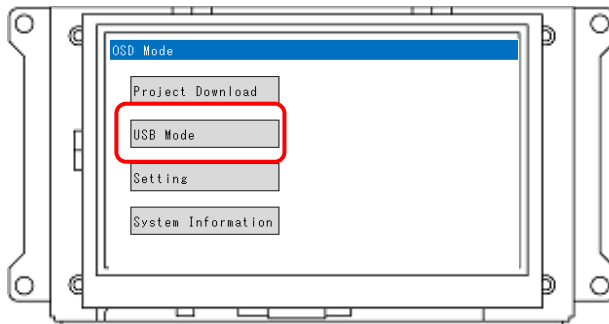 OSD Mode
Project Download
USB Mode
Setting
System Information